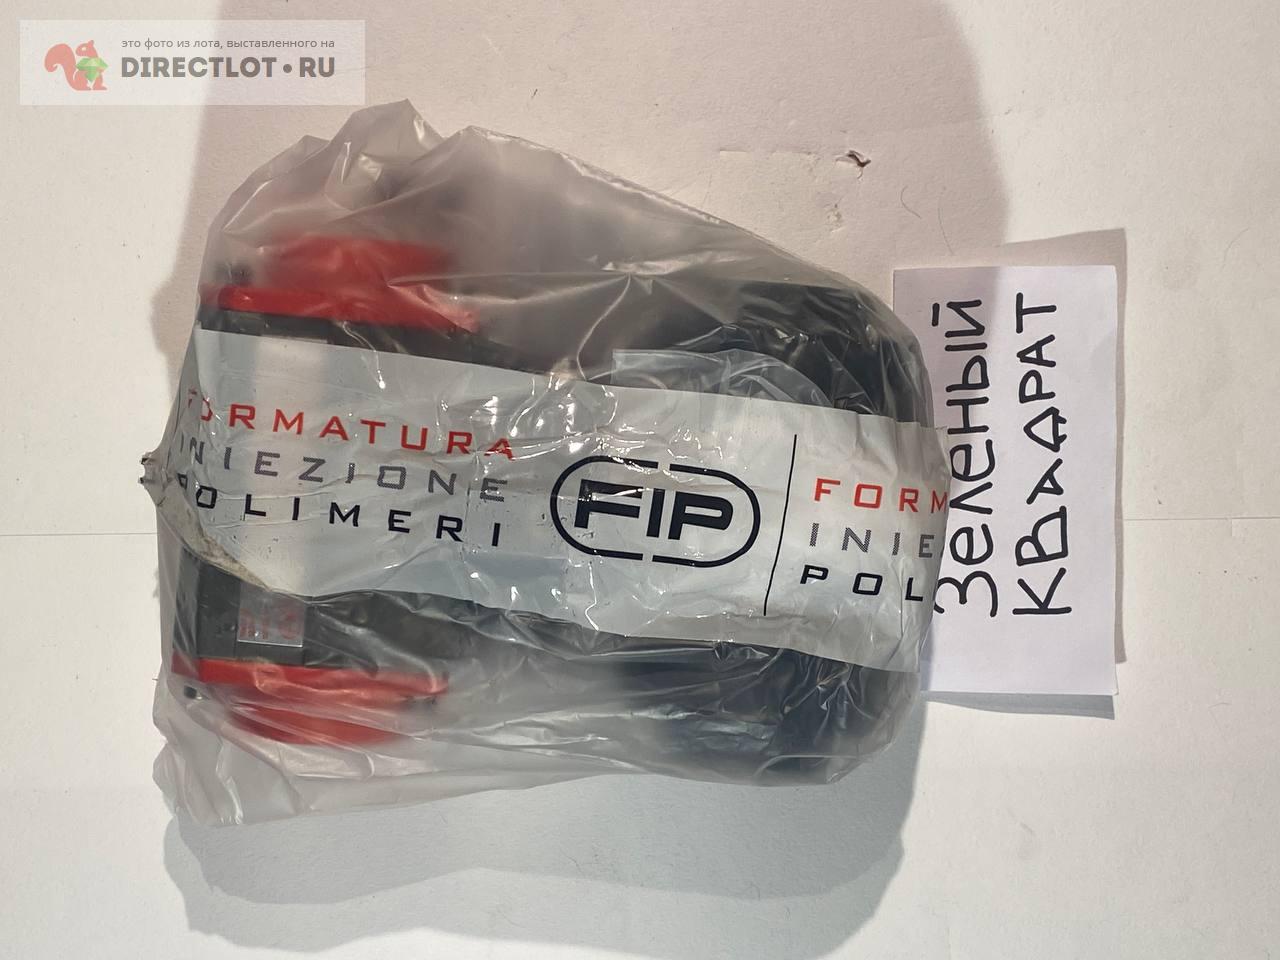 это фото из лота, выставленного на
DIRECTLOT.RU
FORMATURA
INIEZIONE
POLIMERI
FIP
FORM
INIE
POL
Зеленый
Квадрат